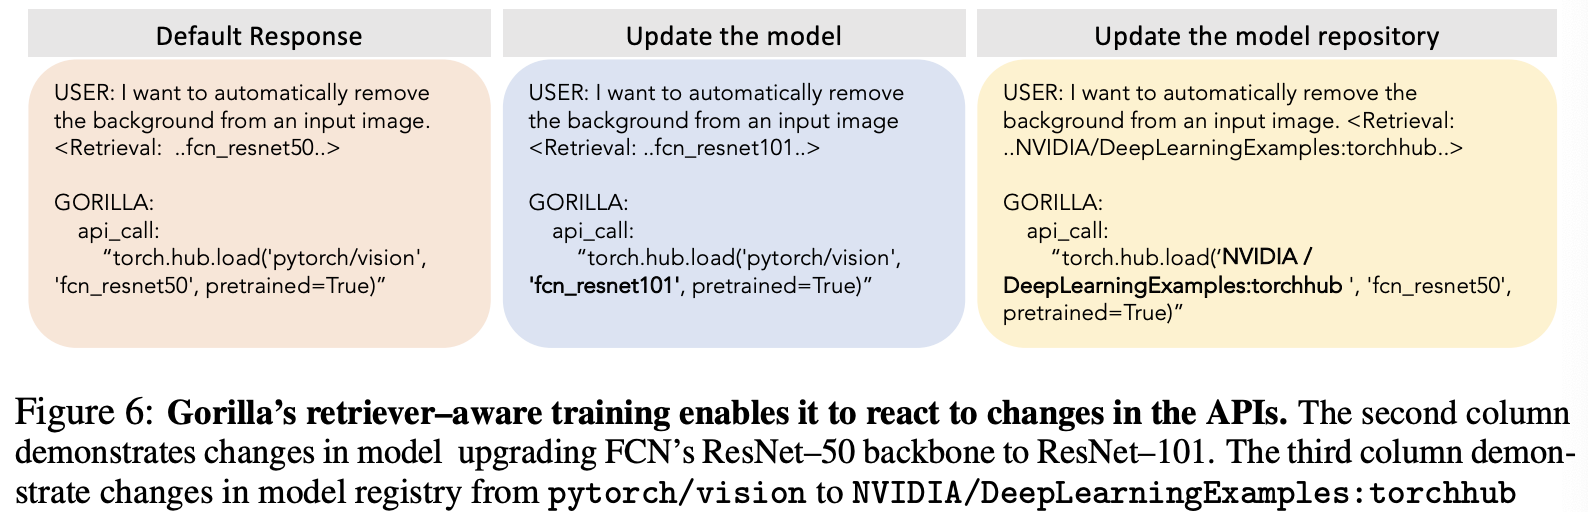 Default Response
USER: I want to automatically remove
the background from an input image.
<Retrieval: ..fcn_resnet50..>
GORILLA:
api_call:
“torch.hub.load('pytorch/vision',
'fcn_resnet50', pretrained=True)”
Update the model
USER: I want to automatically remove
the background from an input image
<Retrieval: ..fcn_resnet101..>
GORILLA:
api_call:
“torch.hub.load('pytorch/vision',
'fcn_resnet101', pretrained=True)”
Update the model repository
USER: I want to automatically remove the
background from an input image. <Retrieval:
..NVIDIA/DeepLearningExamples:torchhub..>
GORILLA:
api_call:
“torch.hub.load(‘NVIDIA /
DeepLearningExamples:torchhub ', 'fcn_resnet50',
pretrained=True)”
Figure 6: Gorilla’s retriever–aware training enables it to react to changes in the APIs. The second column
demonstrates changes in model upgrading FCN’s ResNet–50 backbone to ResNet–101. The third column demon-
strate changes in model registry from pytorch/vision to NVIDIA/DeepLearningExamples:torchhub